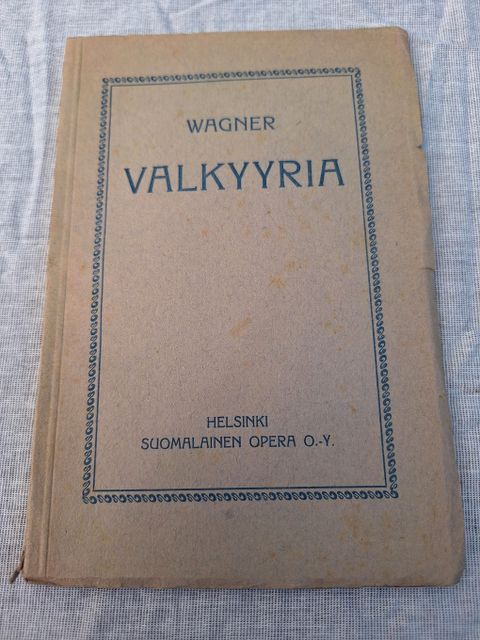 WAGNER
VALKYYRIA
HELSINKI
SUOMALAINEN OPERA O.-Y.